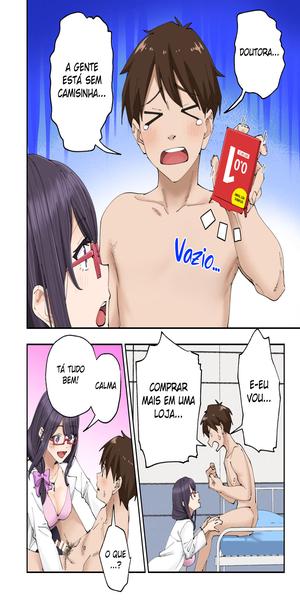 DOUTORA...
A GENTE
ESTÁ SEM
CAMISINHA...
0.01
Vazio...
E-EU
VOU...
COMPRAR
MAIS EM UMA
LOJA...
CALMA
TÁ TUDO
BEM!
O QUE
...?